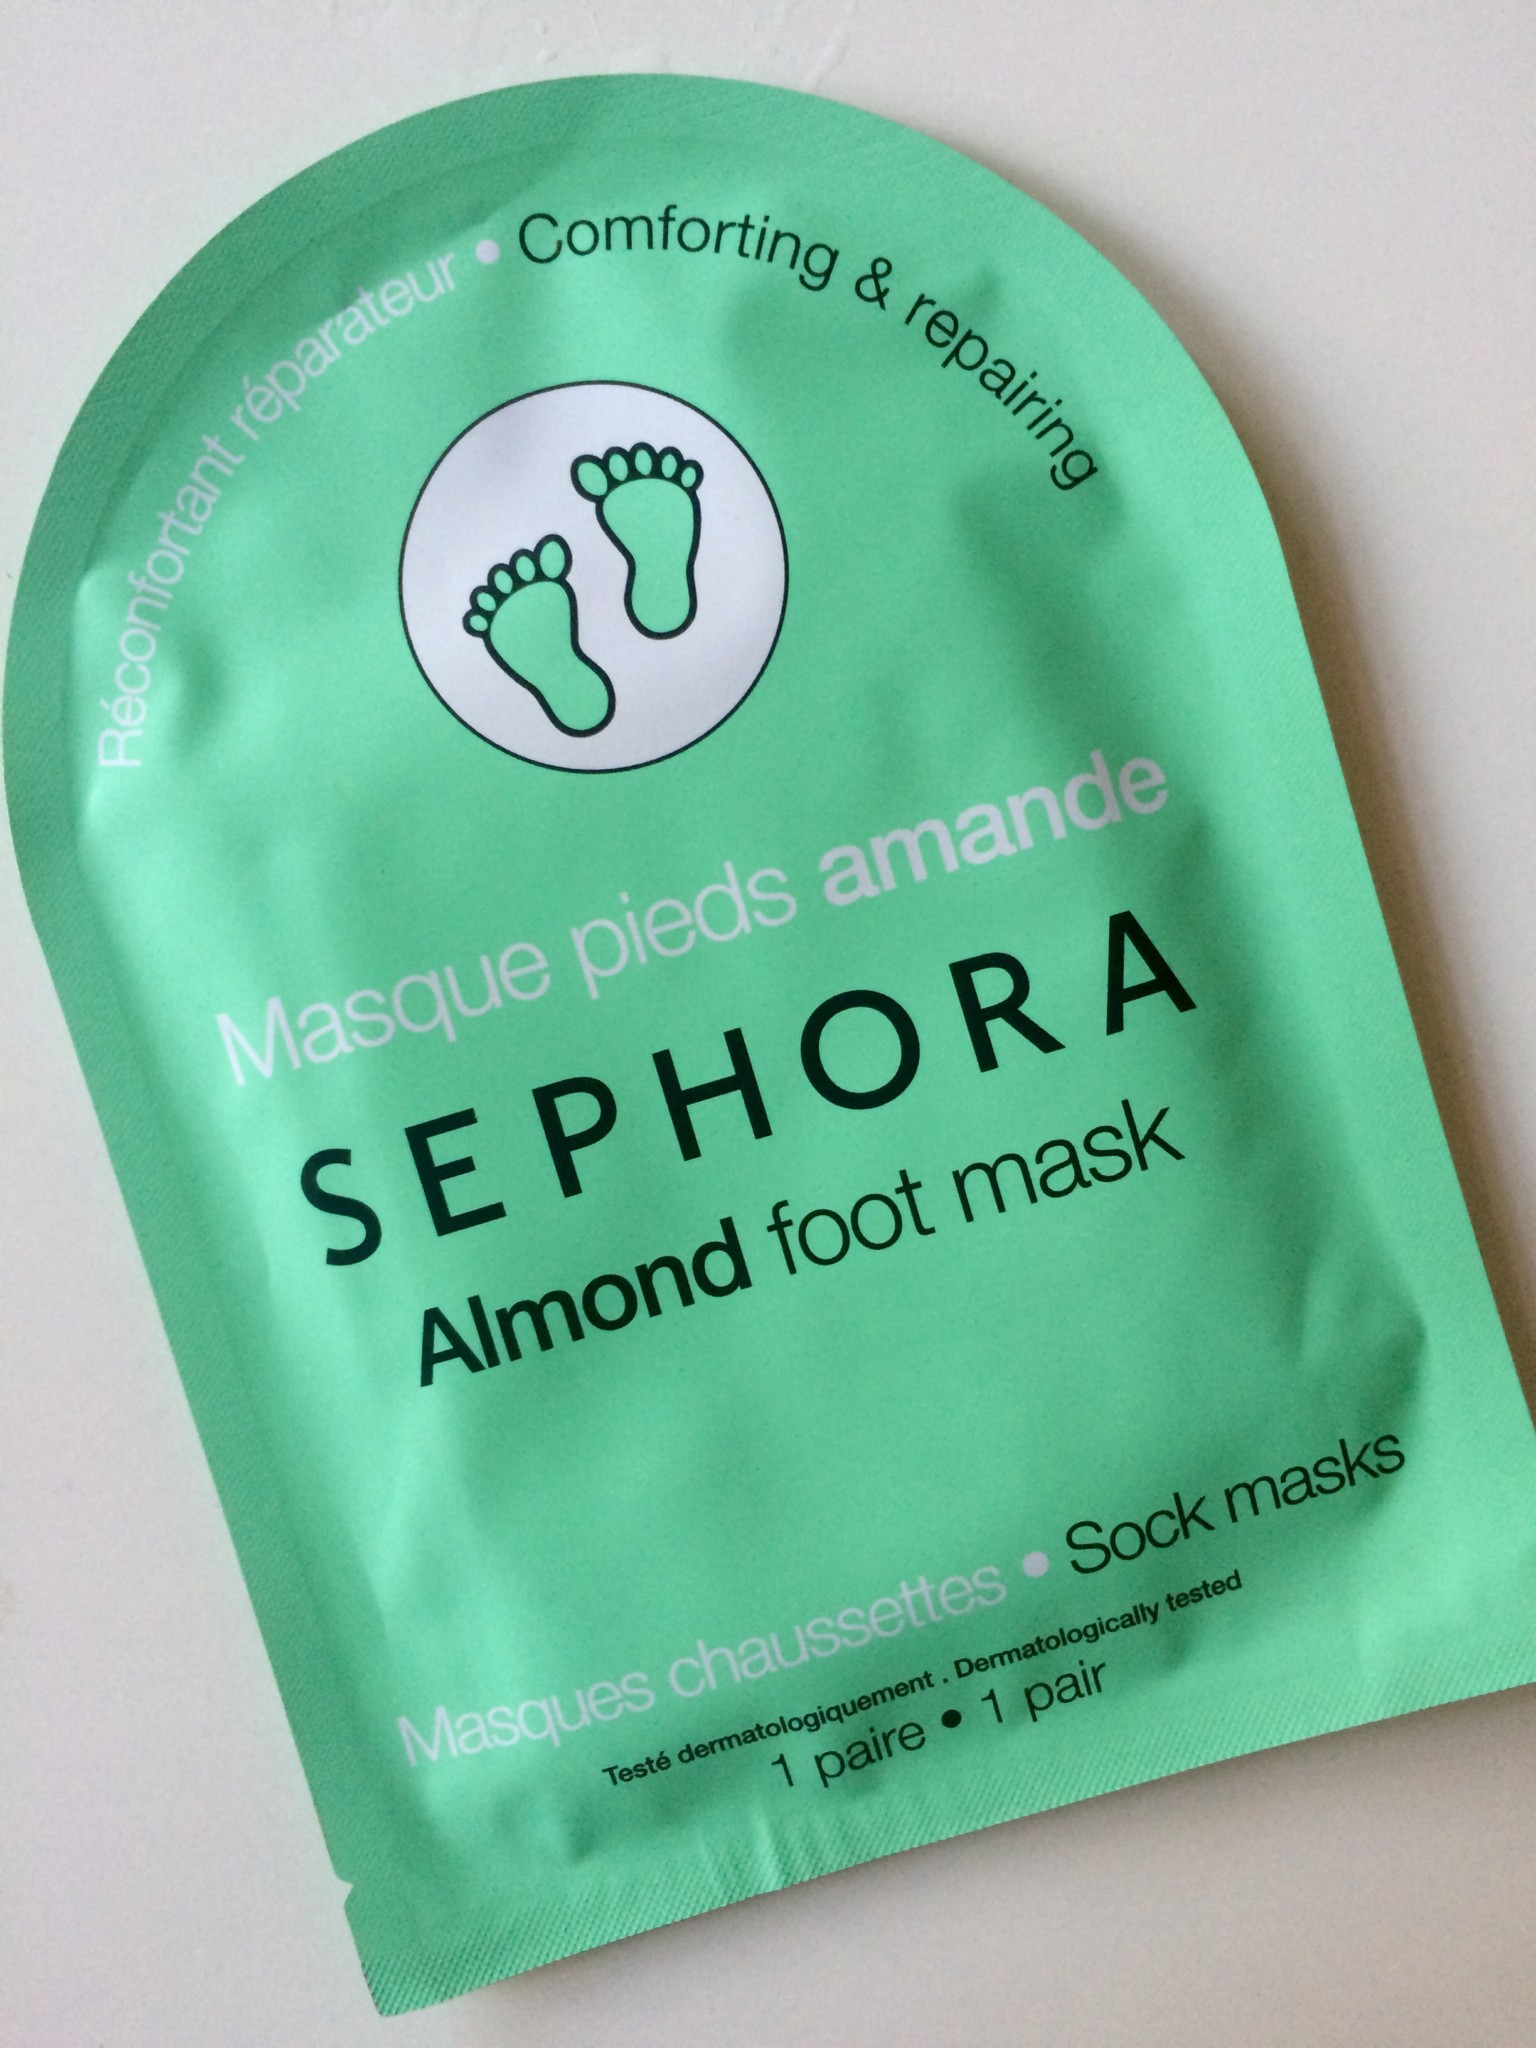 Réconfortant réparateur • Comforting & repairing
Masque pieds amande
SEPHORA
Almond foot mask
Masques chaussettes • Sock masks
Testé dermatologiquement . Dermatologically tested
1 paire • 1 pair